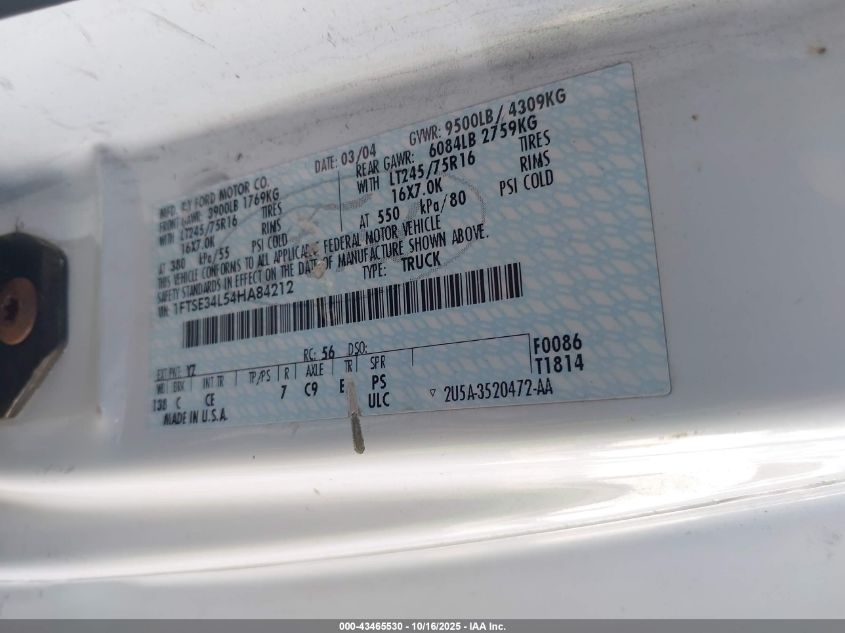 MFD. BY FORD MOTOR CO.
DATE: 03/04 GVWR: 9500LB/ 4309KG
FRONT GAWR: 3900LB 1769KG REAR GAWR: 6084LB 2759KG
WITH LT245/75R16 TIRES WITH LT245/75R16 TIRES
16X7.0K RIMS 16X7.0K RIMS
AT 380 kPa/55 PSI COLD AT 550 kPa/80 PSI COLD
THIS VEHICLE CONFORMS TO ALL APPLICABLE FEDERAL MOTOR VEHICLE
SAFETY STANDARDS IN EFFECT ON THE DATE OF MANUFACTURE SHOWN ABOVE.
VIN: 1FTSE34L54HA84212 TYPE: TRUCK
F0086
T1814
EXT PNT: YZ RC: 56 DSO:
WB BRK INT TR TP/PS R AXLE TR SPR
138 C CE 7 C9 E PS
ULC
▽ 2U5A-3520472-AA
MADE IN U.S.A.
000-43465530 - 10/16/2025 - IAA Inc.